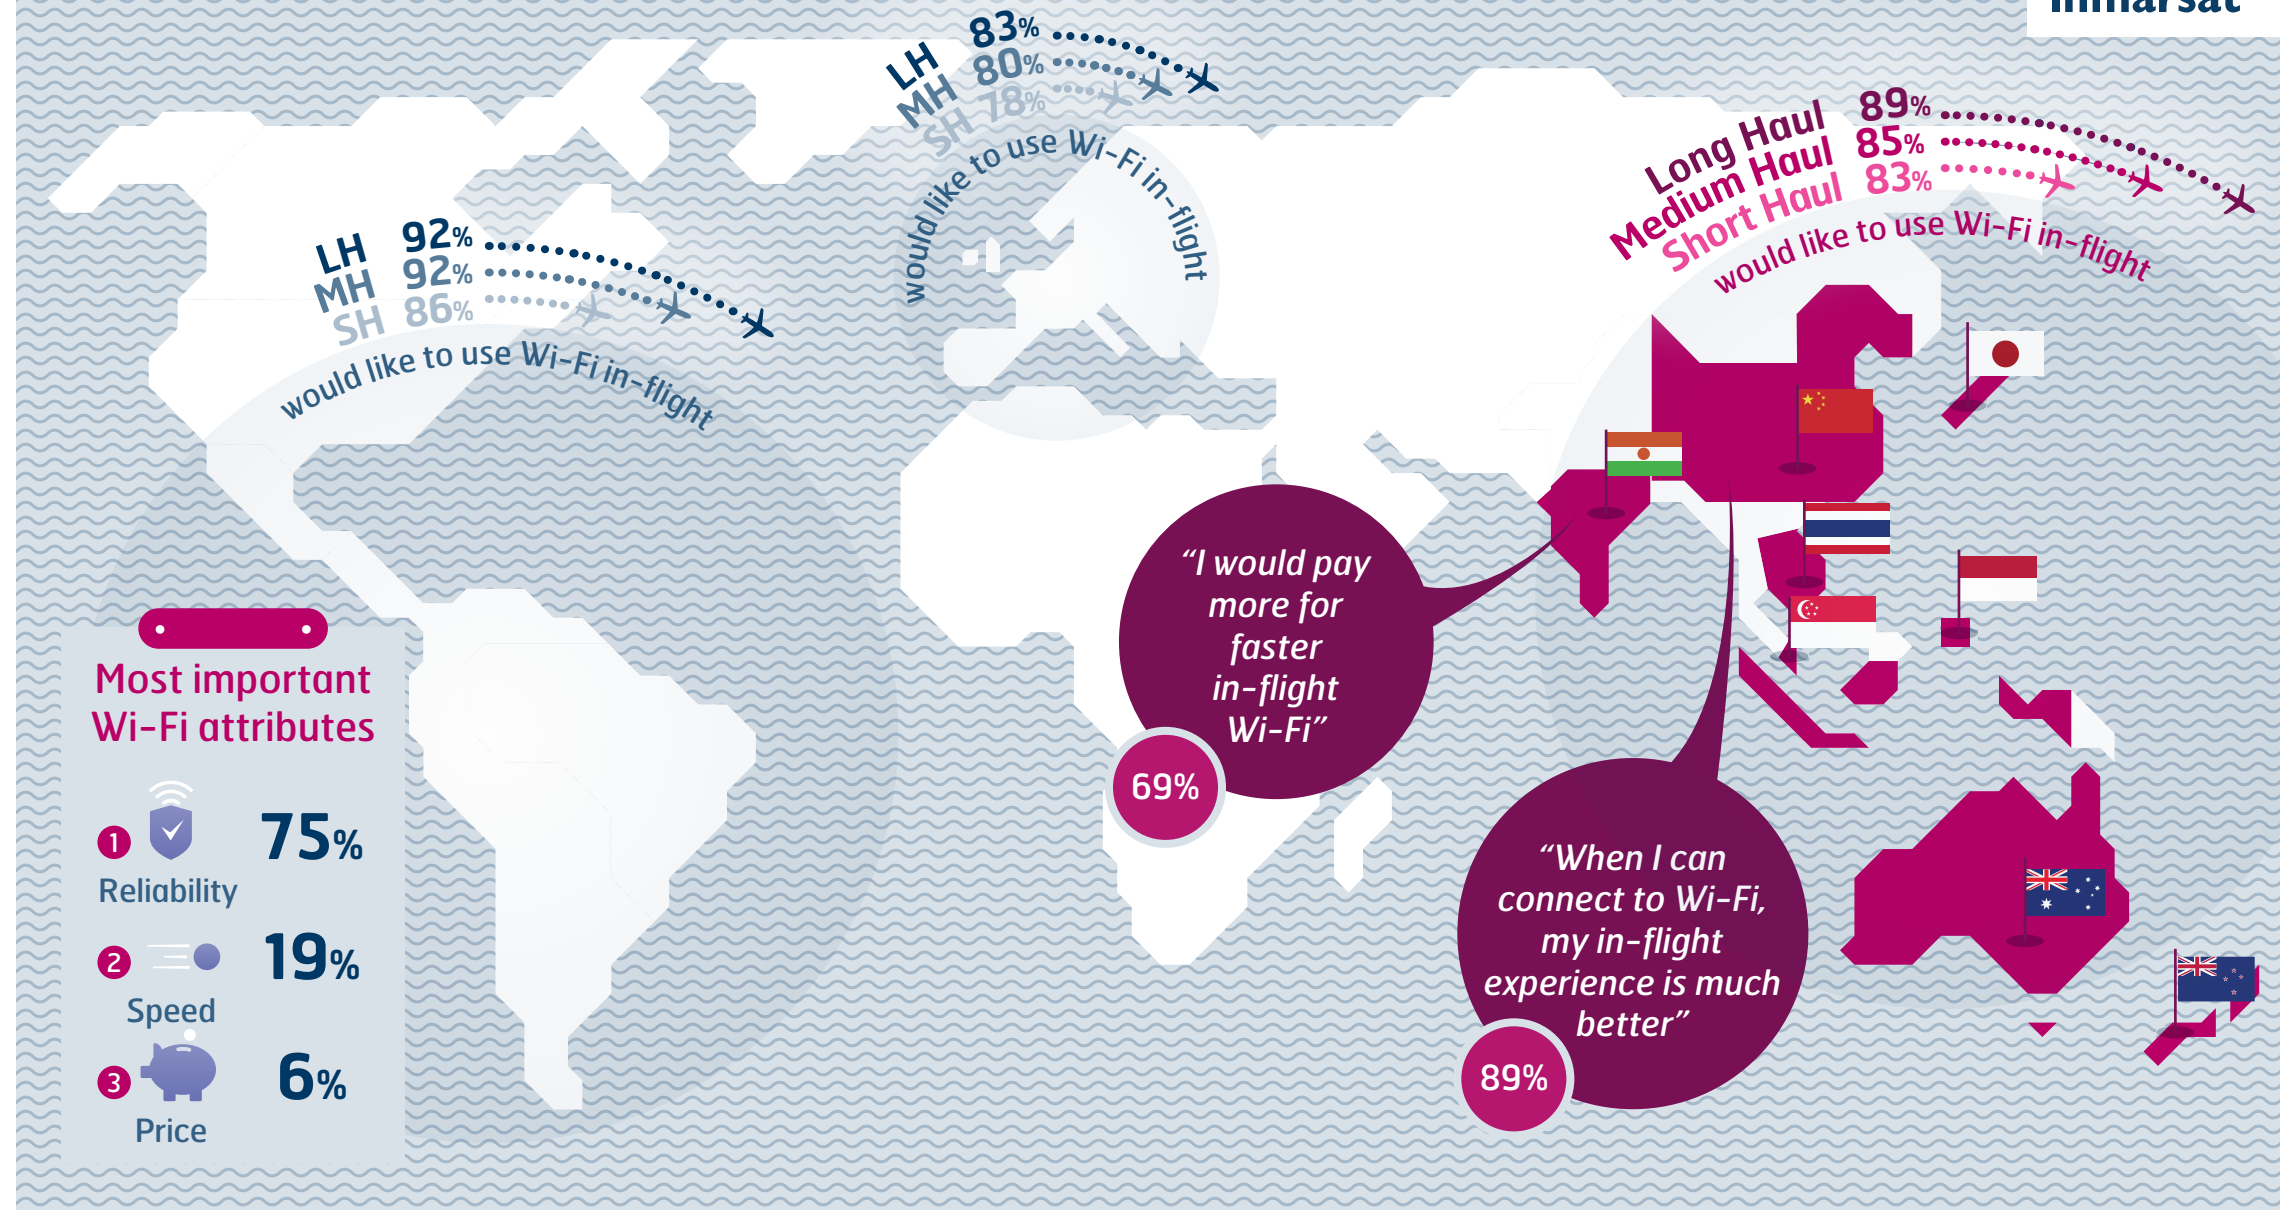 LH 83%
MH 80%
SH 78%
would like to use Wi-Fi in-flight
Long Haul 89%
Medium Haul 85%
Short Haul 83%
would like to use Wi-Fi in-flight
LH 92%
MH 92%
SH 86%
would like to use Wi-Fi in-flight
“I would pay
more for
faster
in-flight
Wi-Fi”
69%
“When I can
connect to Wi-Fi,
my in-flight
experience is much
better”
89%
Most important
Wi-Fi attributes
1
75%
Reliability
2
19%
Speed
3
6%
Price